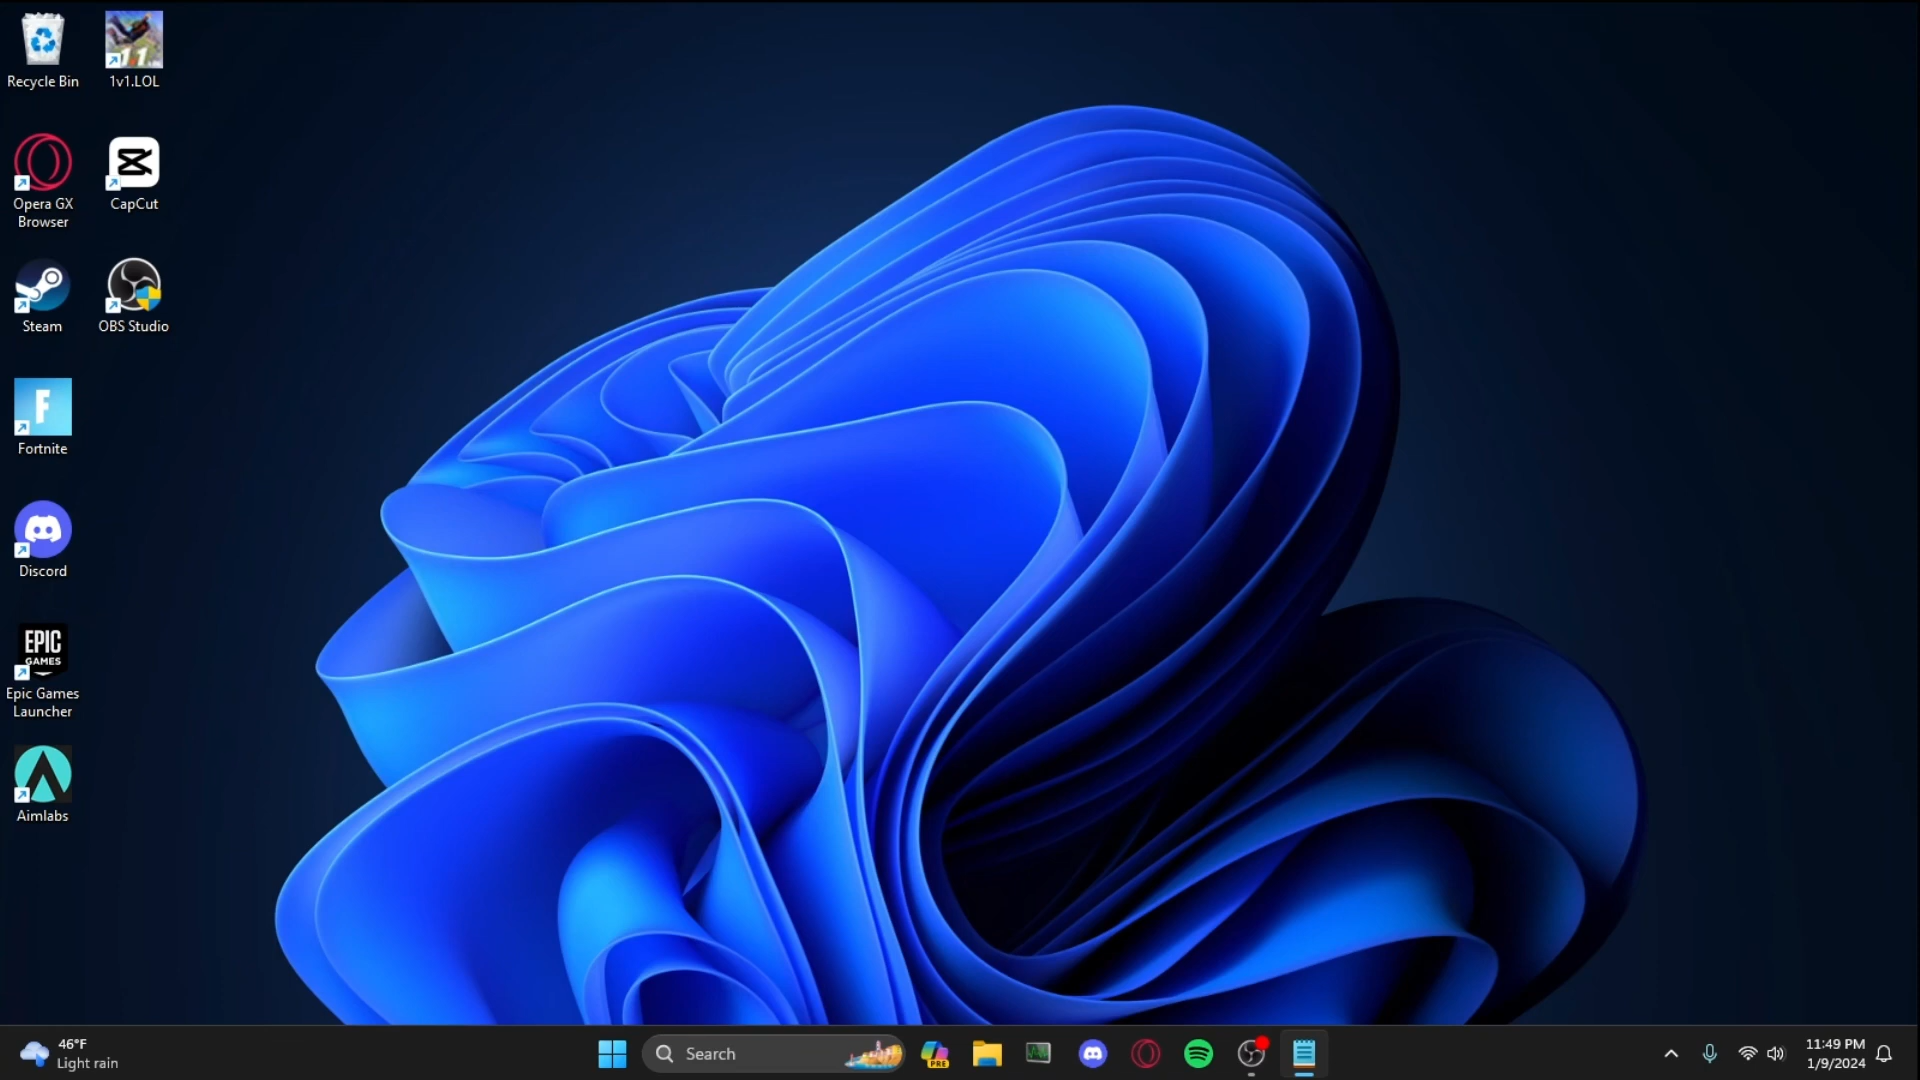 Recycle Bin
1v1.LOL
Opera GX
Browser
CapCut
Steam
OBS Studio
F
Fortnite
Discord
EPIC
GAMES
Epic Games
Launcher
Aimlabs
46°F
Light rain
Search
PRE
11:49 PM
1/9/2024